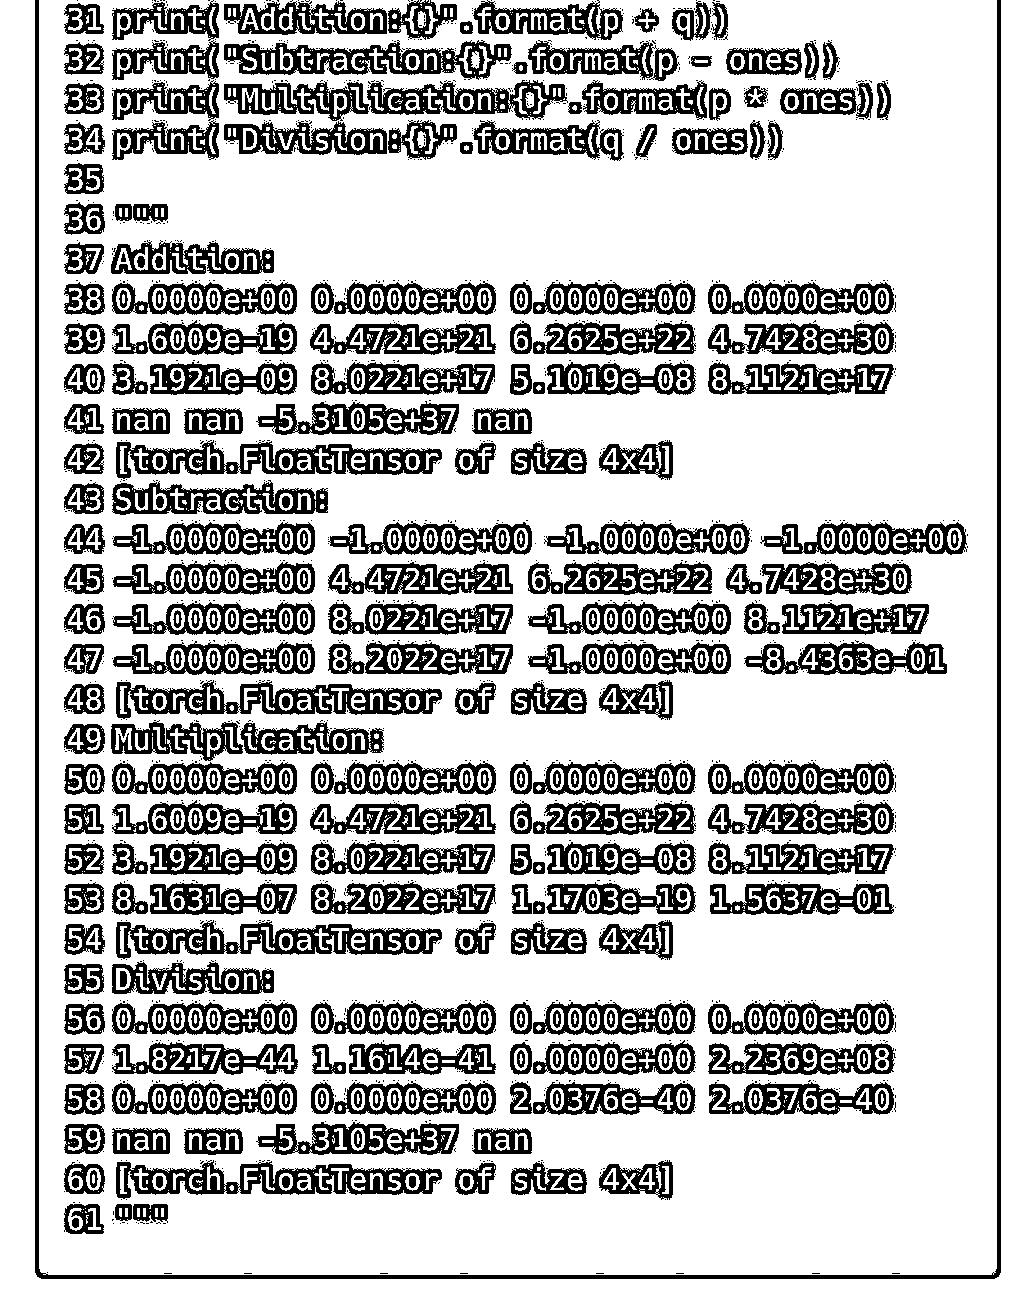 31 print("Addition:{}".format(p + q))
32 print("Subtraction:{}".format(p - ones))
33 print("Multiplication:{}".format(p * ones))
34 print("Division:{}".format(q / ones))
35
36 """
37 Addition:
38 0.0000e+00 0.0000e+00 0.0000e+00 0.0000e+00
39 1.6009e-19 4.4721e+21 6.2625e+22 4.7428e+30
40 3.1921e-09 8.0221e+17 5.1019e-08 8.1121e+17
41 nan nan -5.3105e+37 nan
42 [torch.FloatTensor of size 4x4]
43 Subtraction:
44 -1.0000e+00 -1.0000e+00 -1.0000e+00 -1.0000e+00
45 -1.0000e+00 4.4721e+21 6.2625e+22 4.7428e+30
46 -1.0000e+00 8.0221e+17 -1.0000e+00 8.1121e+17
47 -1.0000e+00 8.2022e+17 -1.0000e+00 -8.4363e-01
48 [torch.FloatTensor of size 4x4]
49 Multiplication:
50 0.0000e+00 0.0000e+00 0.0000e+00 0.0000e+00
51 1.6009e-19 4.4721e+21 6.2625e+22 4.7428e+30
52 3.1921e-09 8.0221e+17 5.1019e-08 8.1121e+17
53 8.1631e-07 8.2022e+17 1.1703e-19 1.5637e-01
54 [torch.FloatTensor of size 4x4]
55 Division:
56 0.0000e+00 0.0000e+00 0.0000e+00 0.0000e+00
57 1.8217e-44 1.1614e-41 0.0000e+00 2.2369e+08
58 0.0000e+00 0.0000e+00 2.0376e-40 2.0376e-40
59 nan nan -5.3105e+37 nan
60 [torch.FloatTensor of size 4x4]
61 """